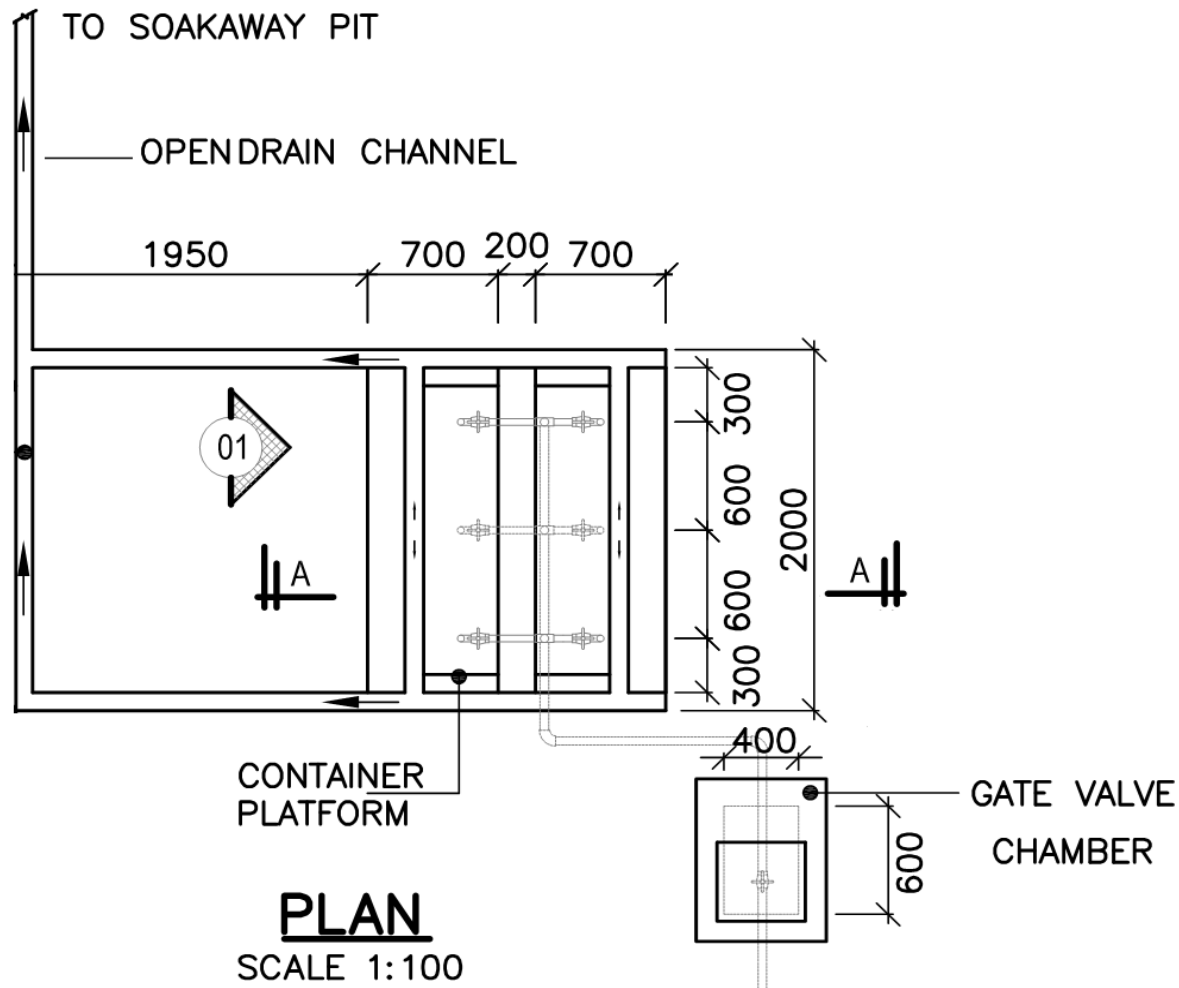 TO SOAKAWAY PIT
OPEN DRAIN CHANNEL
1950
700
200
700
300
600
2000
600
300
01
A
A
400
CONTAINER
PLATFORM
GATE VALVE
CHAMBER
600
PLAN
SCALE 1:100